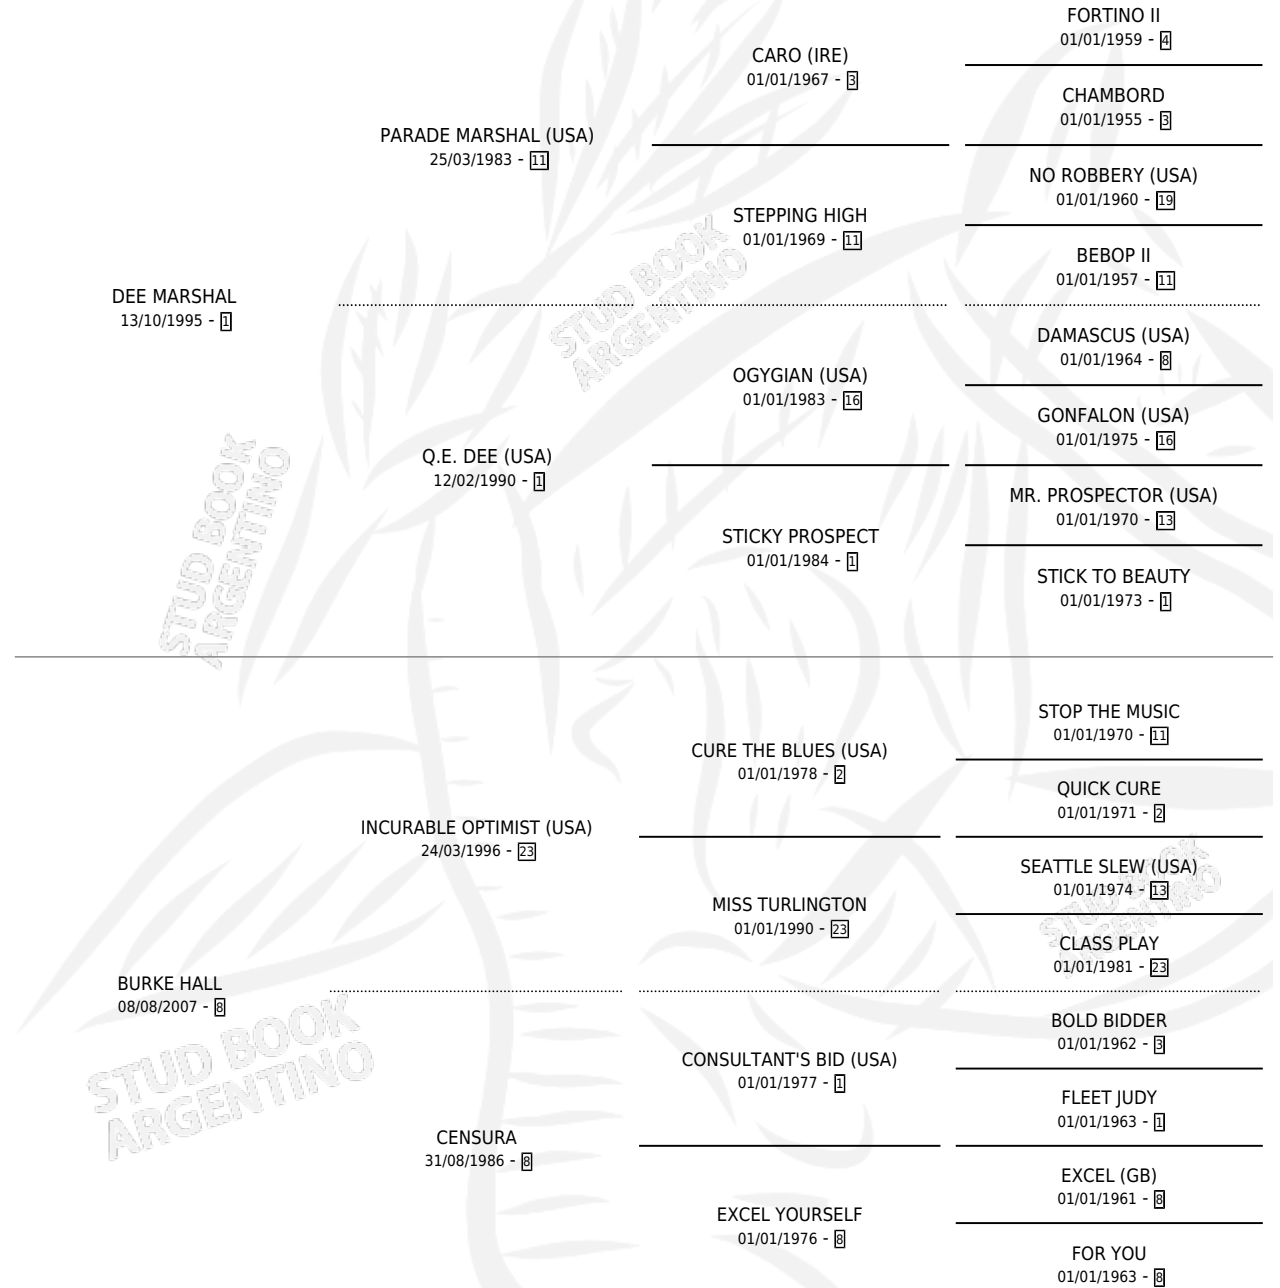 FORTINO II
01/01/1959 - 4
CARO (IRE)
01/01/1967 - 3
CHAMBORD
01/01/1955 - 3
PARADE MARSHAL (USA)
25/03/1983 - 11
NO ROBBERY (USA)
01/01/1960 - 19
STEPPING HIGH
01/01/1969 - 11
BEBOP II
01/01/1957 - 11
DEE MARSHAL
13/10/1995 - 1
STUD BOOK
ARGENTINO
DAMASCUS (USA)
01/01/1964 - 8
OGYGIAN (USA)
01/01/1983 - 16
GONFALON (USA)
01/01/1975 - 16
Q.E. DEE (USA)
12/02/1990 - 1
MR. PROSPECTOR (USA)
01/01/1970 - 13
STICKY PROSPECT
01/01/1984 - 1
STICK TO BEAUTY
01/01/1973 - 1
STUD BOOK
ARGENTINO
STOP THE MUSIC
01/01/1970 - 11
CURE THE BLUES (USA)
01/01/1978 - 2
QUICK CURE
01/01/1971 - 2
INCURABLE OPTIMIST (USA)
24/03/1996 - 23
SEATTLE SLEW (USA)
01/01/1974 - 13
MISS TURLINGTON
01/01/1990 - 23
STUD BOOK
ARGENTINO
CLASS PLAY
01/01/1981 - 23
BURKE HALL
08/08/2007 - 8
BOLD BIDDER
01/01/1962 - 3
CONSULTANT'S BID (USA)
01/01/1977 - 1
STUD BOOK
ARGENTINO
FLEET JUDY
01/01/1963 - 1
CENSURA
31/08/1986 - 8
EXCEL (GB)
01/01/1961 - 8
EXCEL YOURSELF
01/01/1976 - 8
FOR YOU
01/01/1963 - 8